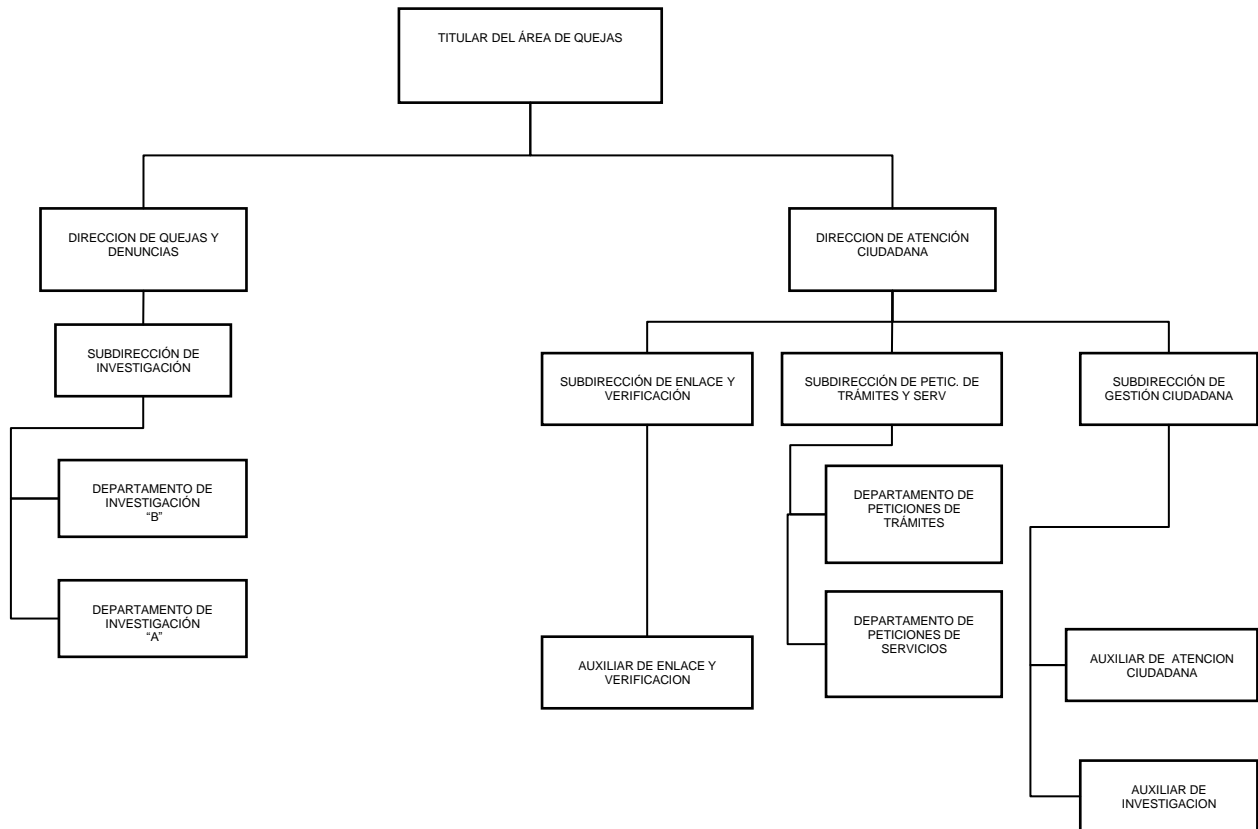 TITULAR DEL ÁREA DE QUEJAS
DIRECCION DE QUEJAS Y
DENUNCIAS
DIRECCION DE ATENCIÓN
CIUDADANA
SUBDIRECCIÓN DE
INVESTIGACIÓN
SUBDIRECCIÓN DE ENLACE Y
VERIFICACIÓN
SUBDIRECCIÓN DE PETIC. DE
TRÁMITES Y SERV
SUBDIRECCIÓN DE
GESTIÓN CIUDADANA
DEPARTAMENTO DE
INVESTIGACIÓN
“B”
DEPARTAMENTO DE
PETICIONES DE
TRÁMITES
DEPARTAMENTO DE
INVESTIGACIÓN
“A”
DEPARTAMENTO DE
PETICIONES DE
SERVICIOS
AUXILIAR DE ENLACE Y
VERIFICACION
AUXILIAR DE  ATENCION
CIUDADANA
AUXILIAR DE
INVESTIGACION